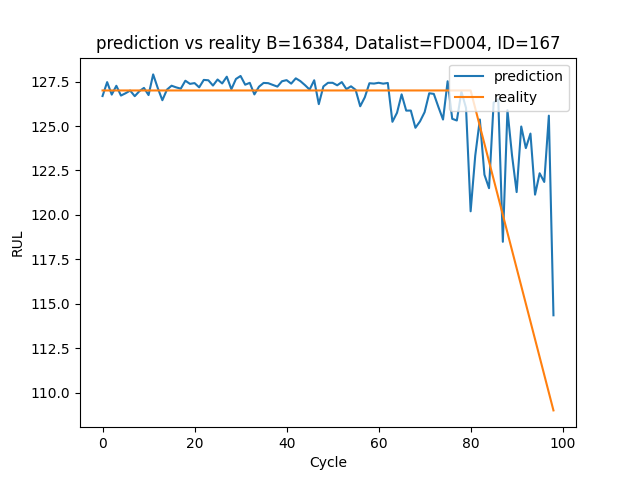 prediction vs reality B=16384, Datalist=FD004, ID=167
prediction
reality
127.5
125.0
122.5
120.0
117.5
115.0
112.5
110.0
RUL
0 20 40 60 80 100
Cycle